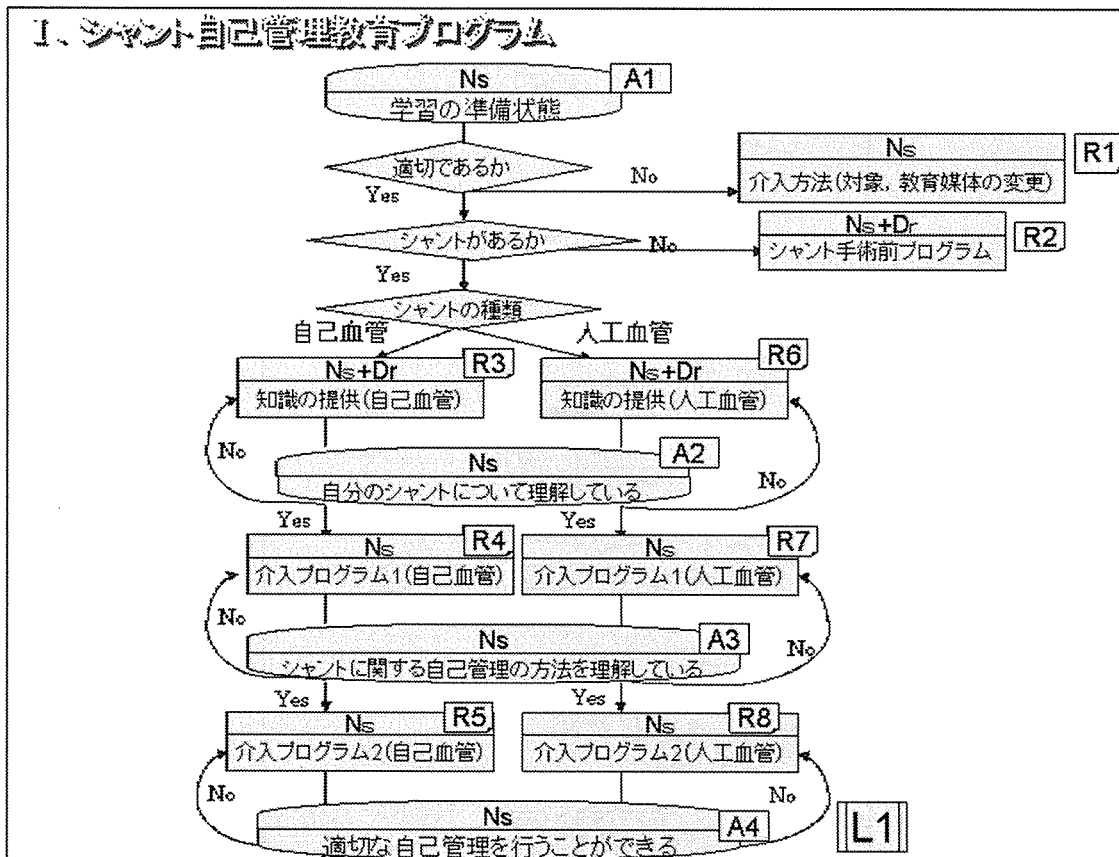 I、シャント自己管理教育プログラム
Ns
A1
学習の準備状態
適切であるか
No
Yes
Ns
R1
介入方法(対象, 教育媒体の変更)
シャントがあるか
No
Yes
Ns+Dr
R2
シャント手術前プログラム
シャントの種類
自己血管
人工血管
Ns+Dr
R3
知識の提供(自己血管)
Ns+Dr
R6
知識の提供(人工血管)
No
Ns
A2
No
自分のシャントについて理解している
Yes
Yes
Ns
R4
介入プログラム1(自己血管)
Ns
R7
介入プログラム1(人工血管)
No
Ns
A3
No
シャントに関する自己管理の方法を理解している
Yes
Yes
Ns
R5
介入プログラム2(自己血管)
Ns
R8
介入プログラム2(人工血管)
No
Ns
A4
No
適切な自己管理を行うことができる
L1